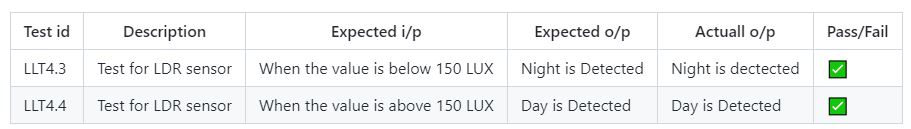 Test id Description Expected i/p Expected o/p Actuall o/p Pass/Fail
LLT4.3 Test for LDR sensor When the value is below 150 LUX Night is Detected Night is dectected ✅
LLT4.4 Test for LDR sensor When the value is above 150 LUX Day is Detected Day is Detected ✅